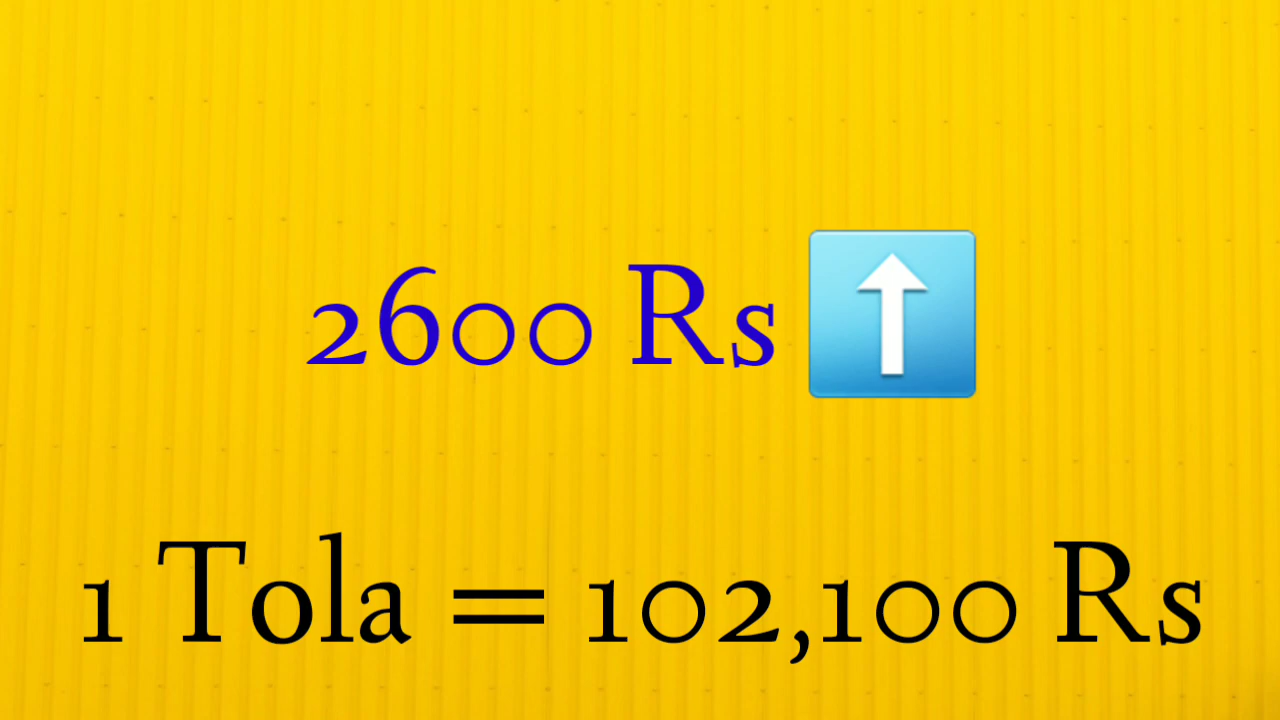 2600 Rs ⬆️
1 Tola = 102,100 Rs